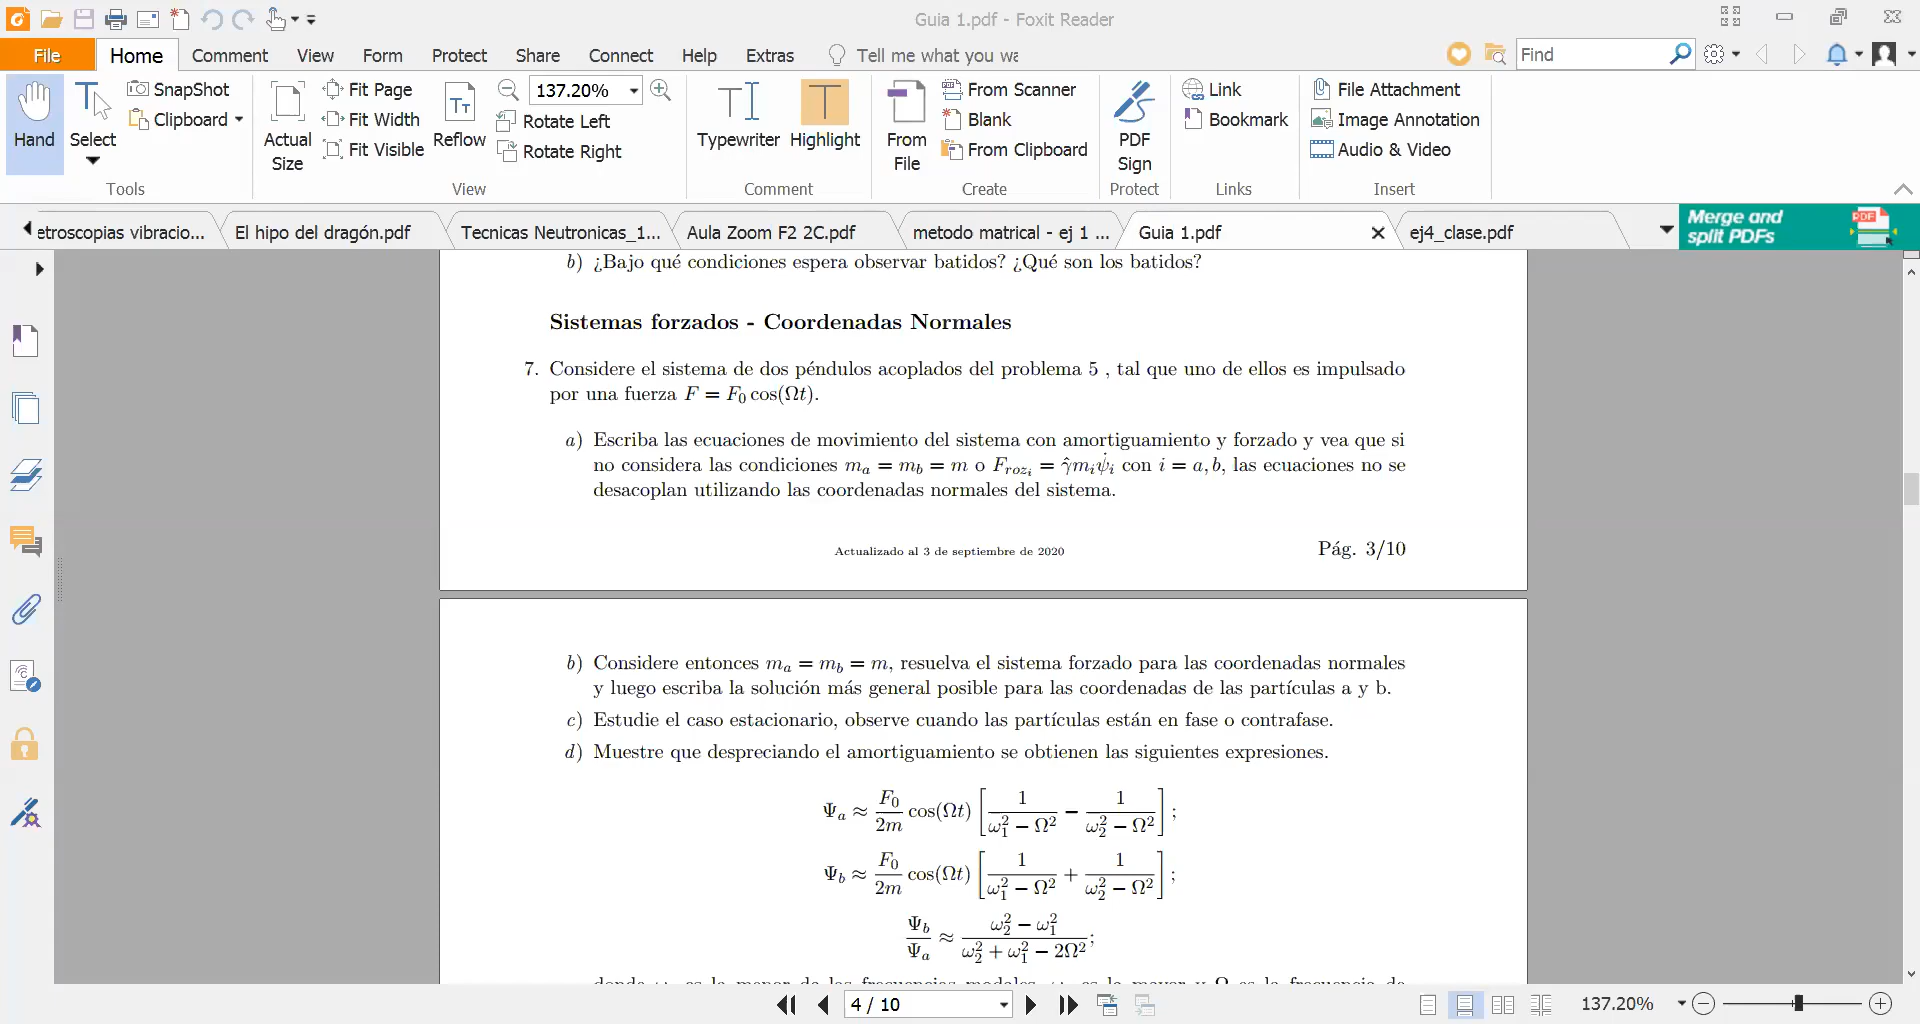 Guia 1.pdf - Foxit Reader
File Home Comment View Form Protect Share Connect Help Extras Tell me what you wa Find
Hand Select SnapShot Clipboard Tools
Actual Size Fit Page Fit Width Fit Visible Reflow 137.20% Rotate Left Rotate Right View
Typewriter Highlight Comment
From File From Scanner Blank From Clipboard Create
PDF Sign Protect
Link Bookmark Links
File Attachment Image Annotation Audio & Video Insert
etroscopias vibracio... El hipo del dragón.pdf Tecnicas Neutronicas_1... Aula Zoom F2 2C.pdf metodo matrical - ej 1 ... Guia 1.pdf ej4_clase.pdf
Merge and
split PDFs
PDF
b) ¿Bajo qué condiciones espera observar batidos? ¿Qué son los batidos?
Sistemas forzados - Coordenadas Normales
7. Considere el sistema de dos péndulos acoplados del problema 5 , tal que uno de ellos es impulsado
por una fuerza F = F₀ cos(Ωt).
a) Escriba las ecuaciones de movimiento del sistema con amortiguamiento y forzado y vea que si
no considera las condiciones mₐ = m_b = m o F_{roz_i} = γ̂m_iψ̇_i con i = a, b, las ecuaciones no se
desacoplan utilizando las coordenadas normales del sistema.
Actualizado al 3 de septiembre de 2020 Pág. 3/10
b) Considere entonces mₐ = m_b = m, resuelva el sistema forzado para las coordenadas normales
y luego escriba la solución más general posible para las coordenadas de las partículas a y b.
c) Estudie el caso estacionario, observe cuando las partículas están en fase o contrafase.
d) Muestre que despreciando el amortiguamiento se obtienen las siguientes expresiones.
Ψₐ ≈ F₀/2m cos(Ωt) [1/(ω₁² − Ω²) − 1/(ω₂² − Ω²)] ;
Ψ_b ≈ F₀/2m cos(Ωt) [1/(ω₁² − Ω²) + 1/(ω₂² − Ω²)] ;
Ψ_b/Ψₐ ≈ (ω₂² − ω₁²)/(ω₂² + ω₁² − 2Ω²);
4 / 10 137.20%